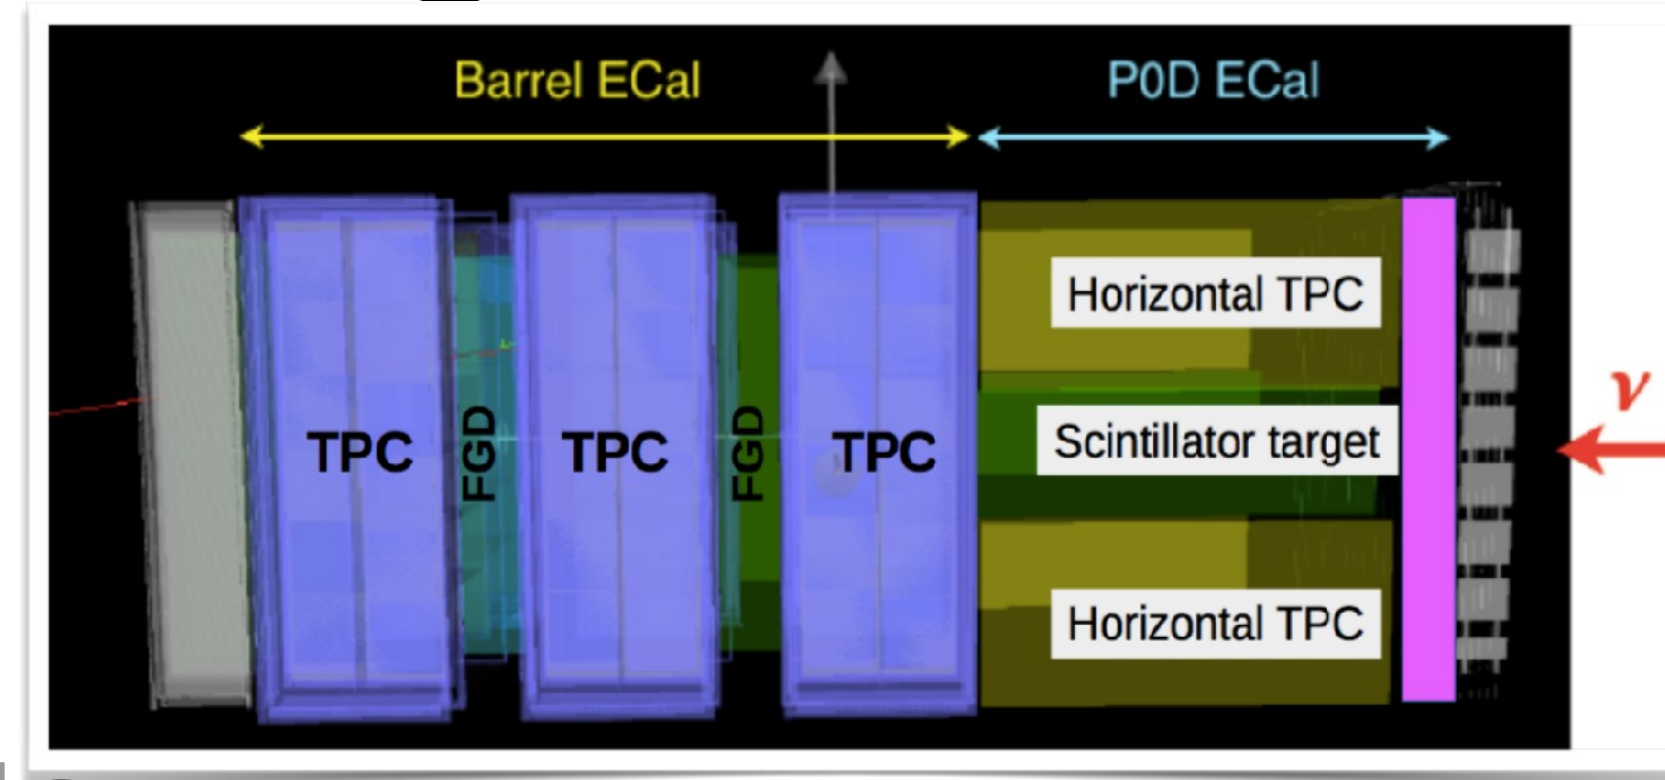 Barrel ECal
P0D ECal
Horizontal TPC
TPC
FGD
TPC
FGD
TPC
Scintillator target
ν
Horizontal TPC